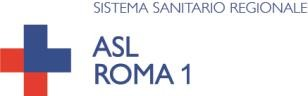 SISTEMA SANITARIO REGIONALE
ASL
ROMA 1